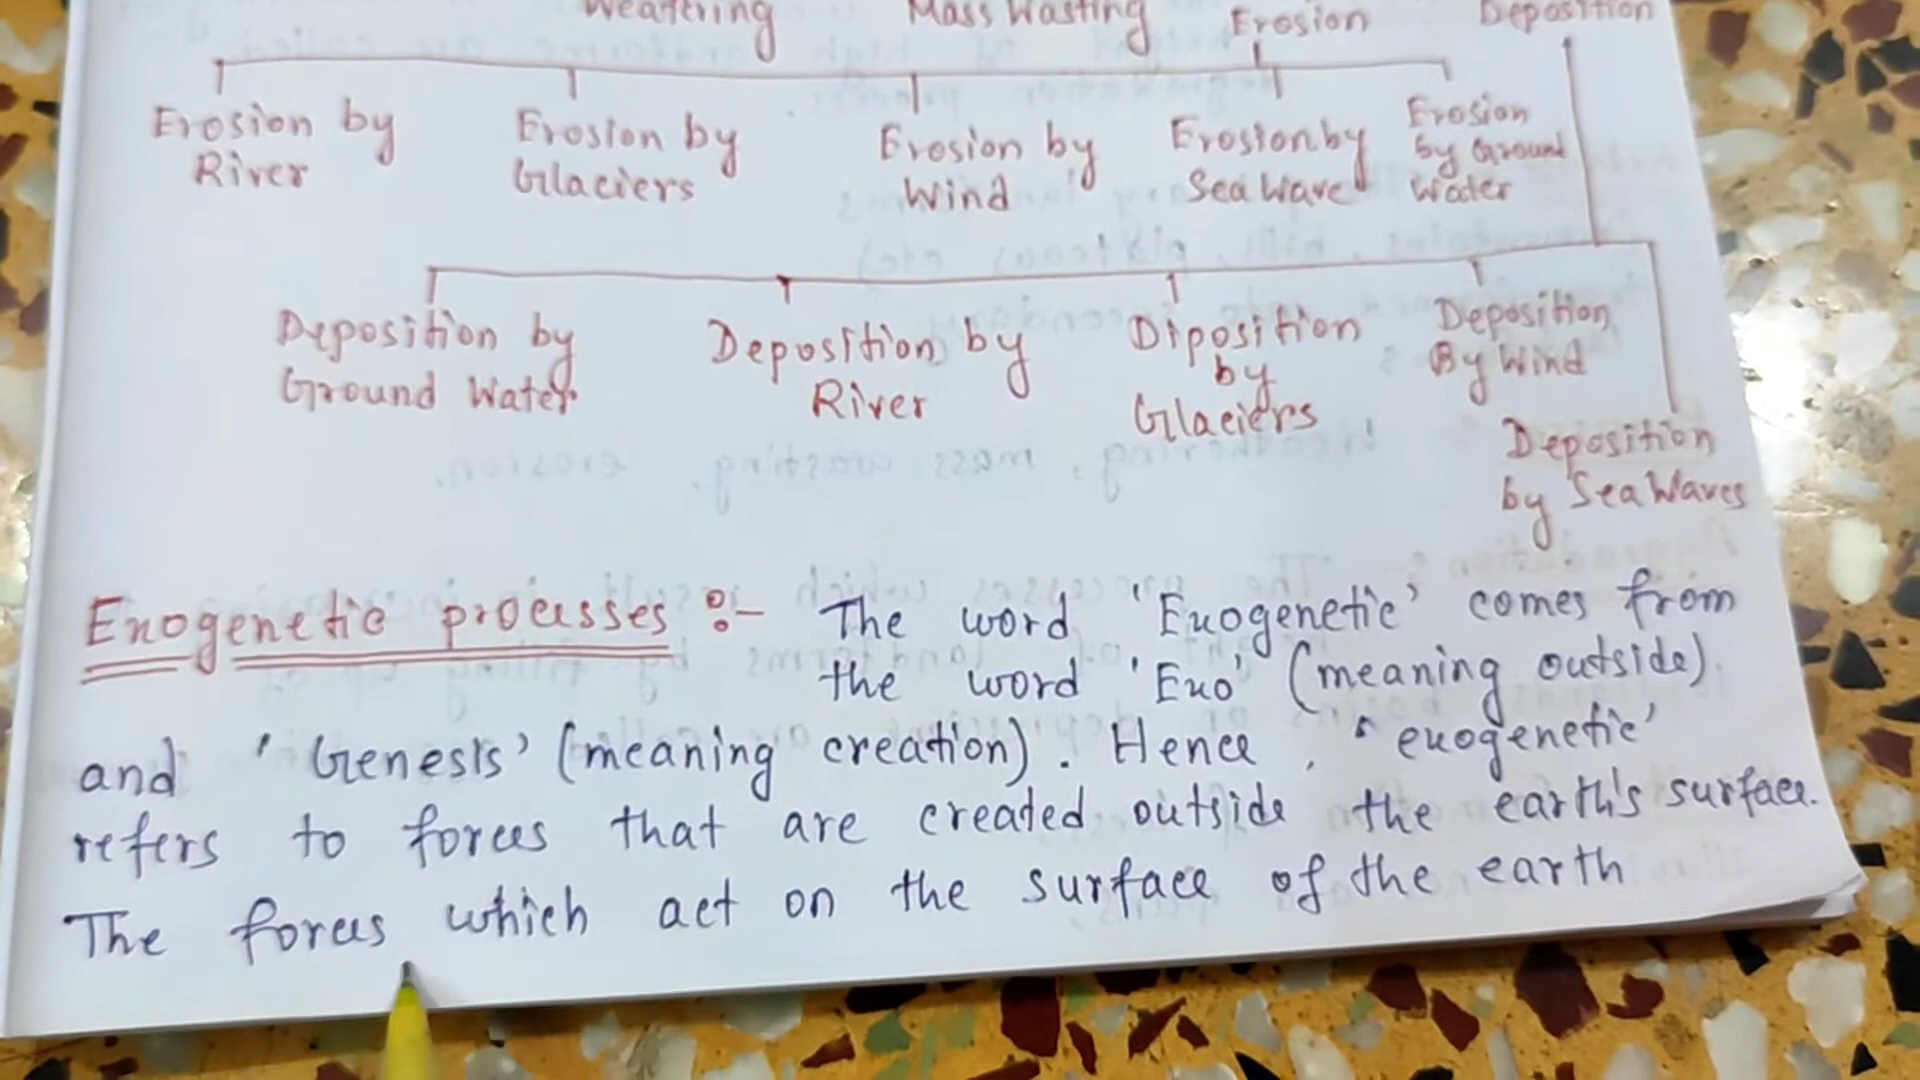 Weathering Mass Wasting Erosion Deposition
Erosion by
River
Erosion by
Glaciers
Erosion by
Wind
Erosion by
Sea Wave
Erosion
by Ground
Water
Deposition by
Ground Water
Deposition by
River
Diposition
by
Glaciers
Deposition
By Wind
Deposition
by Sea Waves
Exogenetic processes :- The word 'Exogenetic' comes from
the word 'Exo' (meaning outside)
and 'Genesis' (meaning creation). Hence, 'exogenetic'
refers to forces that are created outside the earth's surface.
The forces which act on the surface of the earth